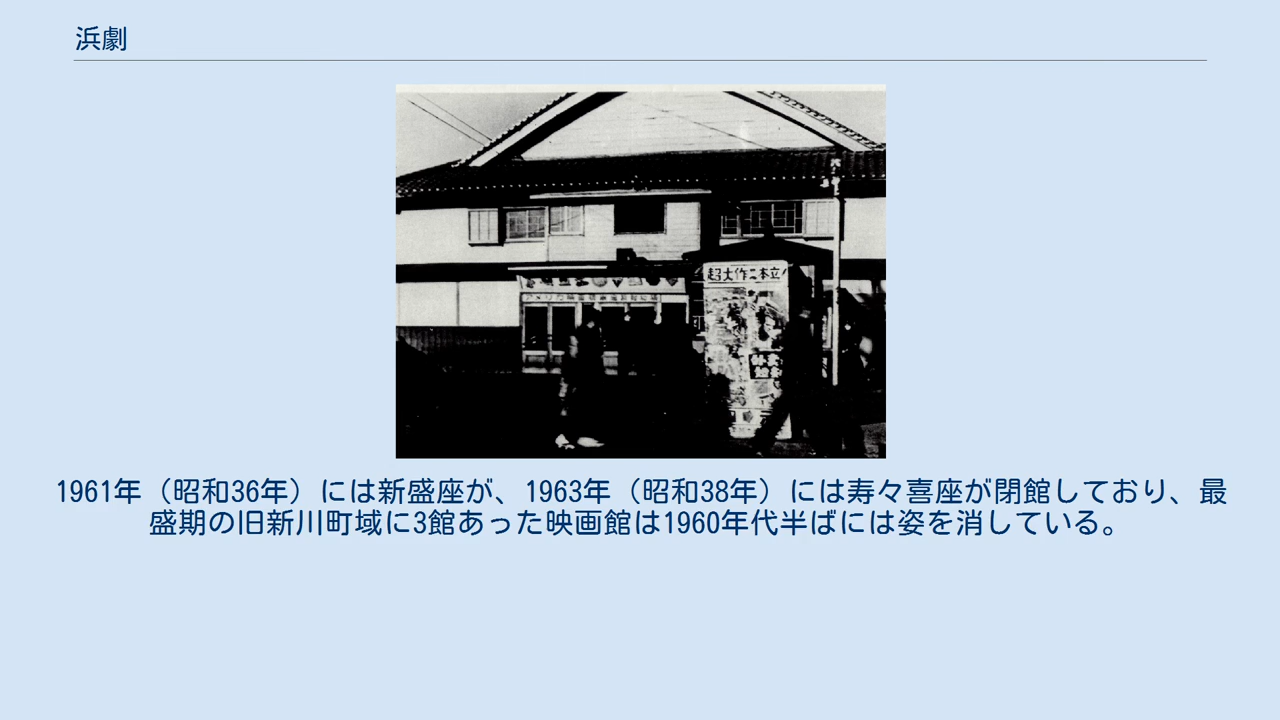 浜劇
超大作二本立!
1961年（昭和36年）には新盛座が、1963年（昭和38年）には寿々喜座が閉館しており、最
盛期の旧新川町域に3館あった映画館は1960年代半ばには姿を消している。